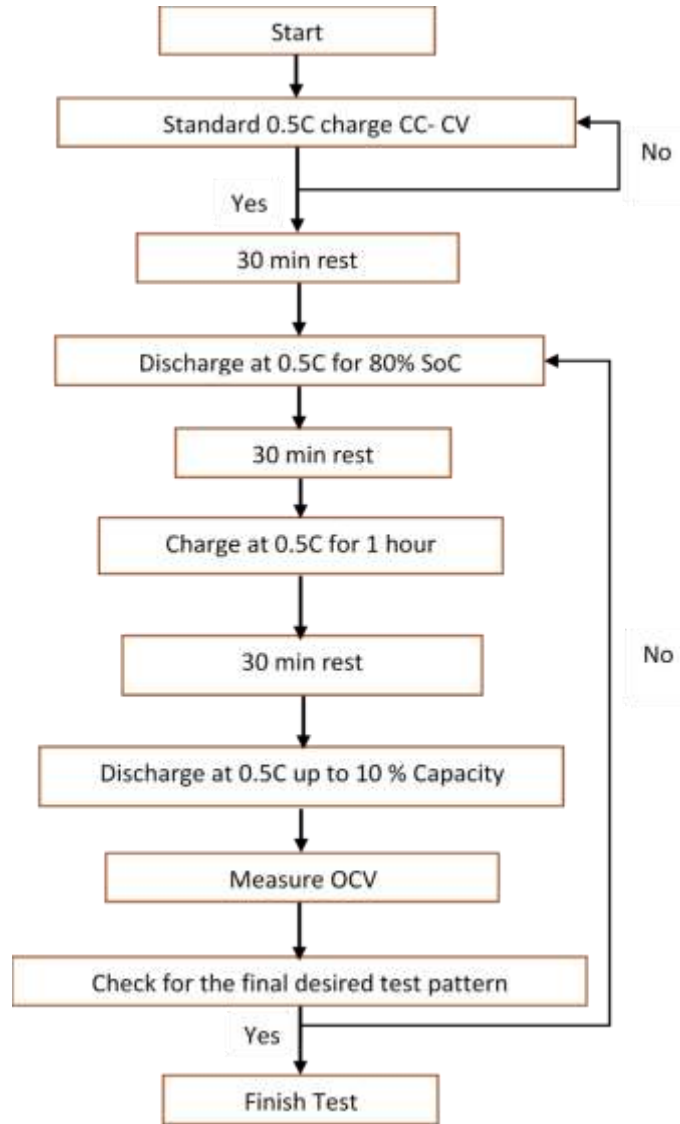 Start
Standard 0.5C charge CC- CV
No
Yes
30 min rest
Discharge at 0.5C for 80% SoC
30 min rest
Charge at 0.5C for 1 hour
30 min rest
No
Discharge at 0.5C up to 10 % Capacity
Measure OCV
Check for the final desired test pattern
Yes
Finish Test